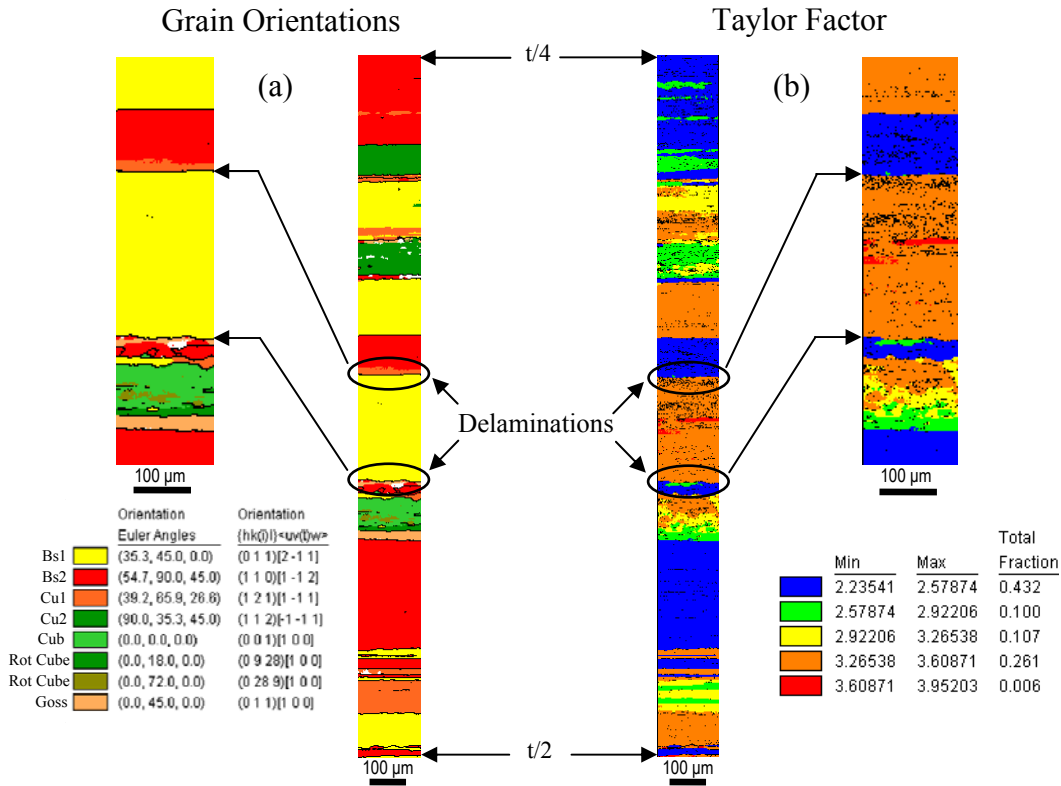 Grain Orientations
Taylor Factor
t/4
(a)
(b)
Delaminations
100 µm
100 µm
t/2
100 µm
100 µm
Orientation Orientation
Euler Angles {hk(i)l}<uv(t)w>
Bs1 (35.3, 45.0, 0.0) (0 1 1)[2 -1 1]
Bs2 (54.7, 90.0, 45.0) (1 1 0)[1 -1 2]
Cu1 (39.2, 65.9, 26.6) (1 2 1)[1 -1 1]
Cu2 (90.0, 35.3, 45.0) (1 1 2)[-1 -1 1]
Cub (0.0, 0.0, 0.0) (0 0 1)[1 0 0]
Rot Cube (0.0, 18.0, 0.0) (0 9 28)[1 0 0]
Rot Cube (0.0, 72.0, 0.0) (0 28 9)[1 0 0]
Goss (0.0, 45.0, 0.0) (0 1 1)[1 0 0]
Total
Min Max Fraction
2.23541 2.57874 0.432
2.57874 2.92206 0.100
2.92206 3.26538 0.107
3.26538 3.60871 0.261
3.60871 3.95203 0.006